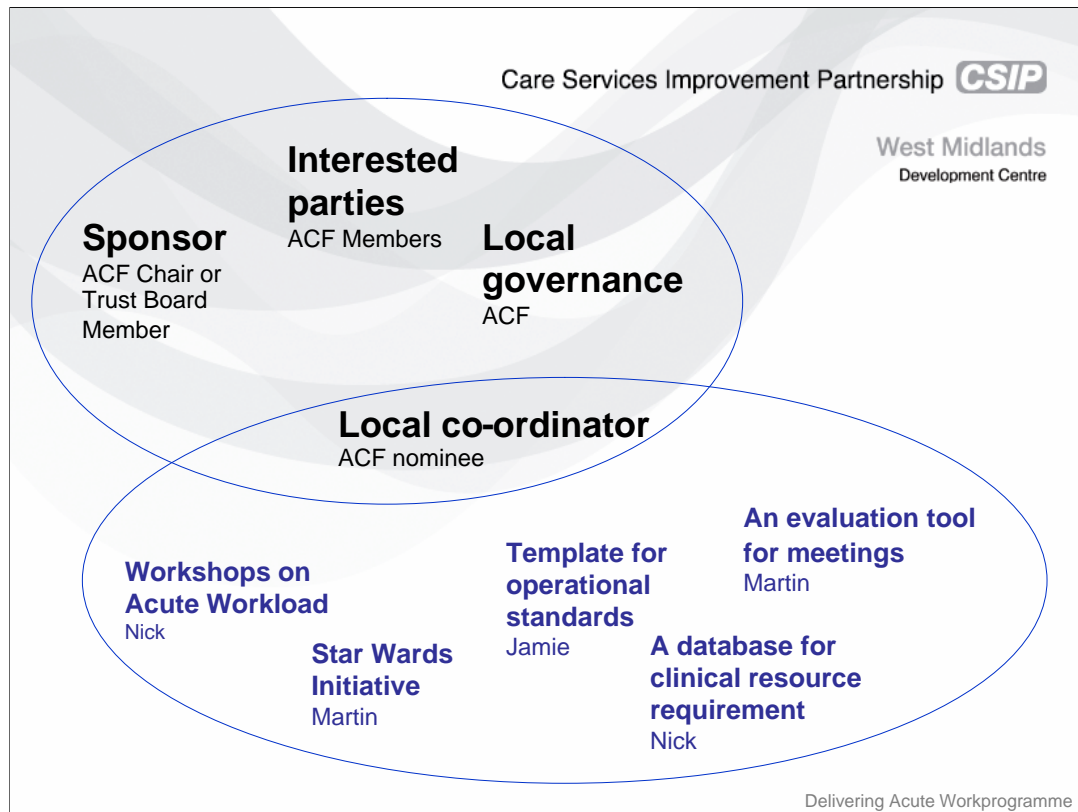 Care Services Improvement Partnership CSIP
West Midlands
Development Centre
Interested
parties
ACF Members
Sponsor
ACF Chair or
Trust Board
Member
Local
governance
ACF
Local co-ordinator
ACF nominee
Workshops on
Acute Workload
Nick
Star Wards
Initiative
Martin
Template for
operational
standards
Jamie
An evaluation tool
for meetings
Martin
A database for
clinical resource
requirement
Nick
Delivering Acute Workprogramme